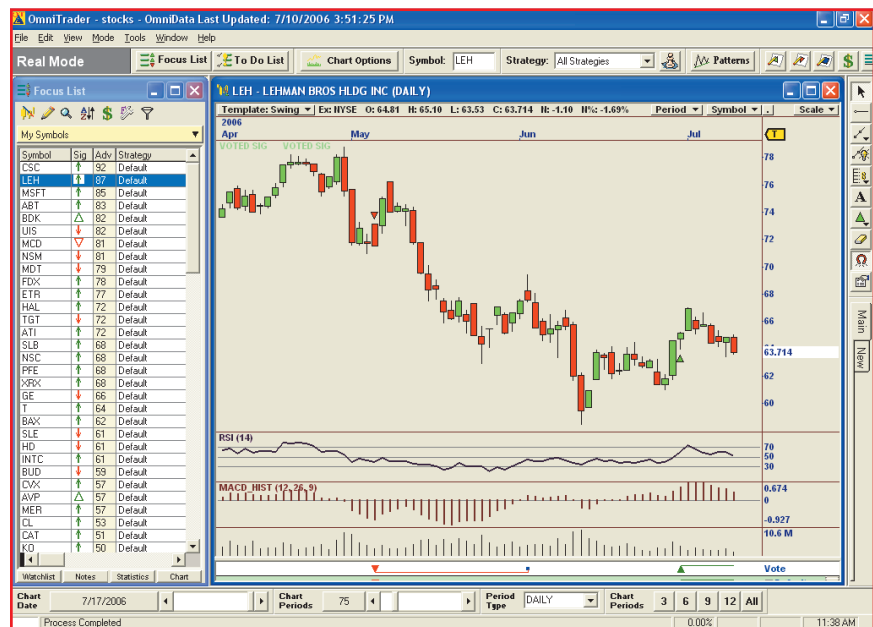 OmniTrader - stocks - OmniData Last Updated: 7/10/2006 3:51:25 PM
File Edit View Mode Tools Window Help
Real Mode Focus List To Do List Chart Options Symbol: LEH Strategy: All Strategies Patterns
Focus List
My Symbols
Symbol Sig Adv Strategy
CSC 92 Default
LEH 87 Default
MSFT 85 Default
ABT 83 Default
BDK 82 Default
UIS 82 Default
MCD 81 Default
NSM 81 Default
MDT 79 Default
FDX 78 Default
ETR 77 Default
HAL 72 Default
TGT 72 Default
ATI 72 Default
SLB 68 Default
NSC 68 Default
PFE 68 Default
XRX 68 Default
GE 66 Default
T 64 Default
BAX 62 Default
SLE 61 Default
HD 61 Default
INTC 61 Default
BUD 59 Default
CVX 57 Default
AVP 57 Default
MER 57 Default
CL 53 Default
CAT 51 Default
KO 50 Default
Watchlist Notes Statistics Chart
LEH - LEHMAN BROS HLDG INC (DAILY)
Template: Swing Ex: NYSE O: 64.81 H: 65.10 L: 63.53 C: 63.714 N: -1.10 N%: -1.69% Period Symbol . Scale
2006
Apr May Jun Jul
T
VOTED SIG VOTED SIG
78
76
74
72
70
68
66
63.714
62
60
RSI (14)
70
50
30
MACD_HIST (12,26,9)
0.674
0
-0.927
10.6 M
Vote
A
Main
New
Chart Date 7/17/2006 Chart Periods 75 Period Type DAILY Chart Periods 3 6 9 12 All
Process Completed 0.00% 11:38 AM